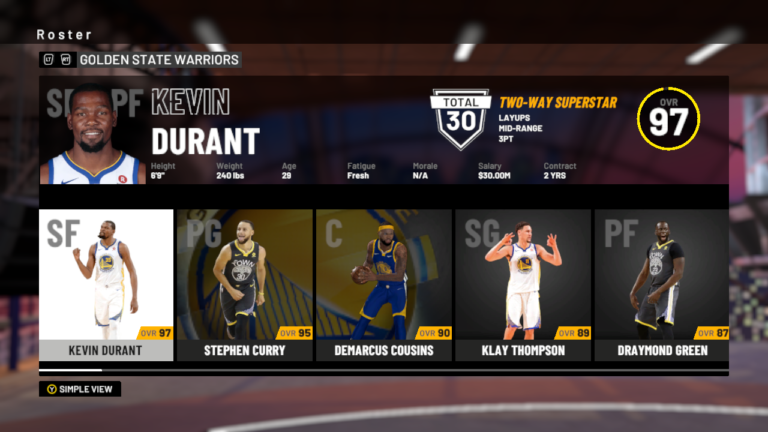 Roster
LT RT GOLDEN STATE WARRIORS
SF PF KEVIN
DURANT
Height Weight Age Fatigue Morale Salary Contract
6'9" 240 lbs 29 Fresh N/A $30.00M 2 YRS
TOTAL
30
TWO-WAY SUPERSTAR
LAYUPS
MID-RANGE
3PT
OVR
97
SF PG C SG PF
OVR 97 OVR 95 OVR 90 OVR 89 OVR 87
KEVIN DURANT STEPHEN CURRY DEMARCUS COUSINS KLAY THOMPSON DRAYMOND GREEN
Y SIMPLE VIEW